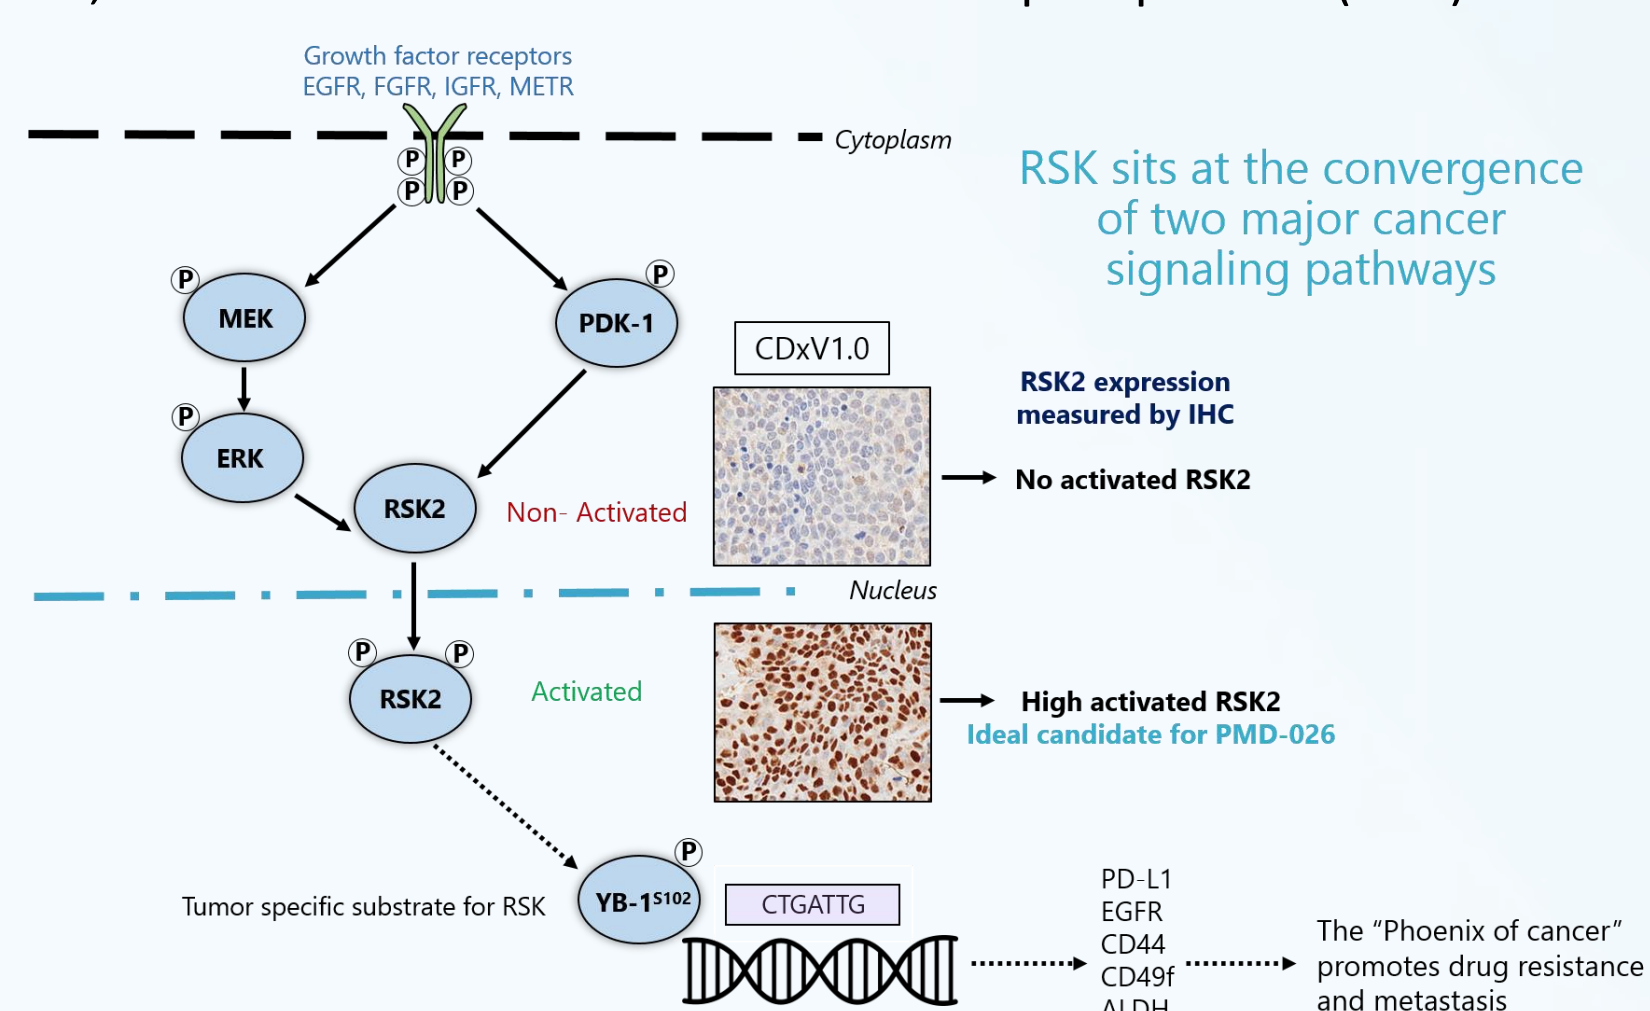 Growth factor receptors
EGFR, FGFR, IGFR, METR
Cytoplasm
P P
P P
RSK sits at the convergence
of two major cancer
signaling pathways
P
MEK
P
PDK-1
CDxV1.0
RSK2 expression
measured by IHC
P
ERK
RSK2
Non- Activated
No activated RSK2
Nucleus
P P
RSK2
Activated
High activated RSK2
Ideal candidate for PMD-026
P
Tumor specific substrate for RSK
YB-1S102
CTGATTG
PD-L1
EGFR
CD44
CD49f
ALDH
The “Phoenix of cancer”
promotes drug resistance
and metastasis